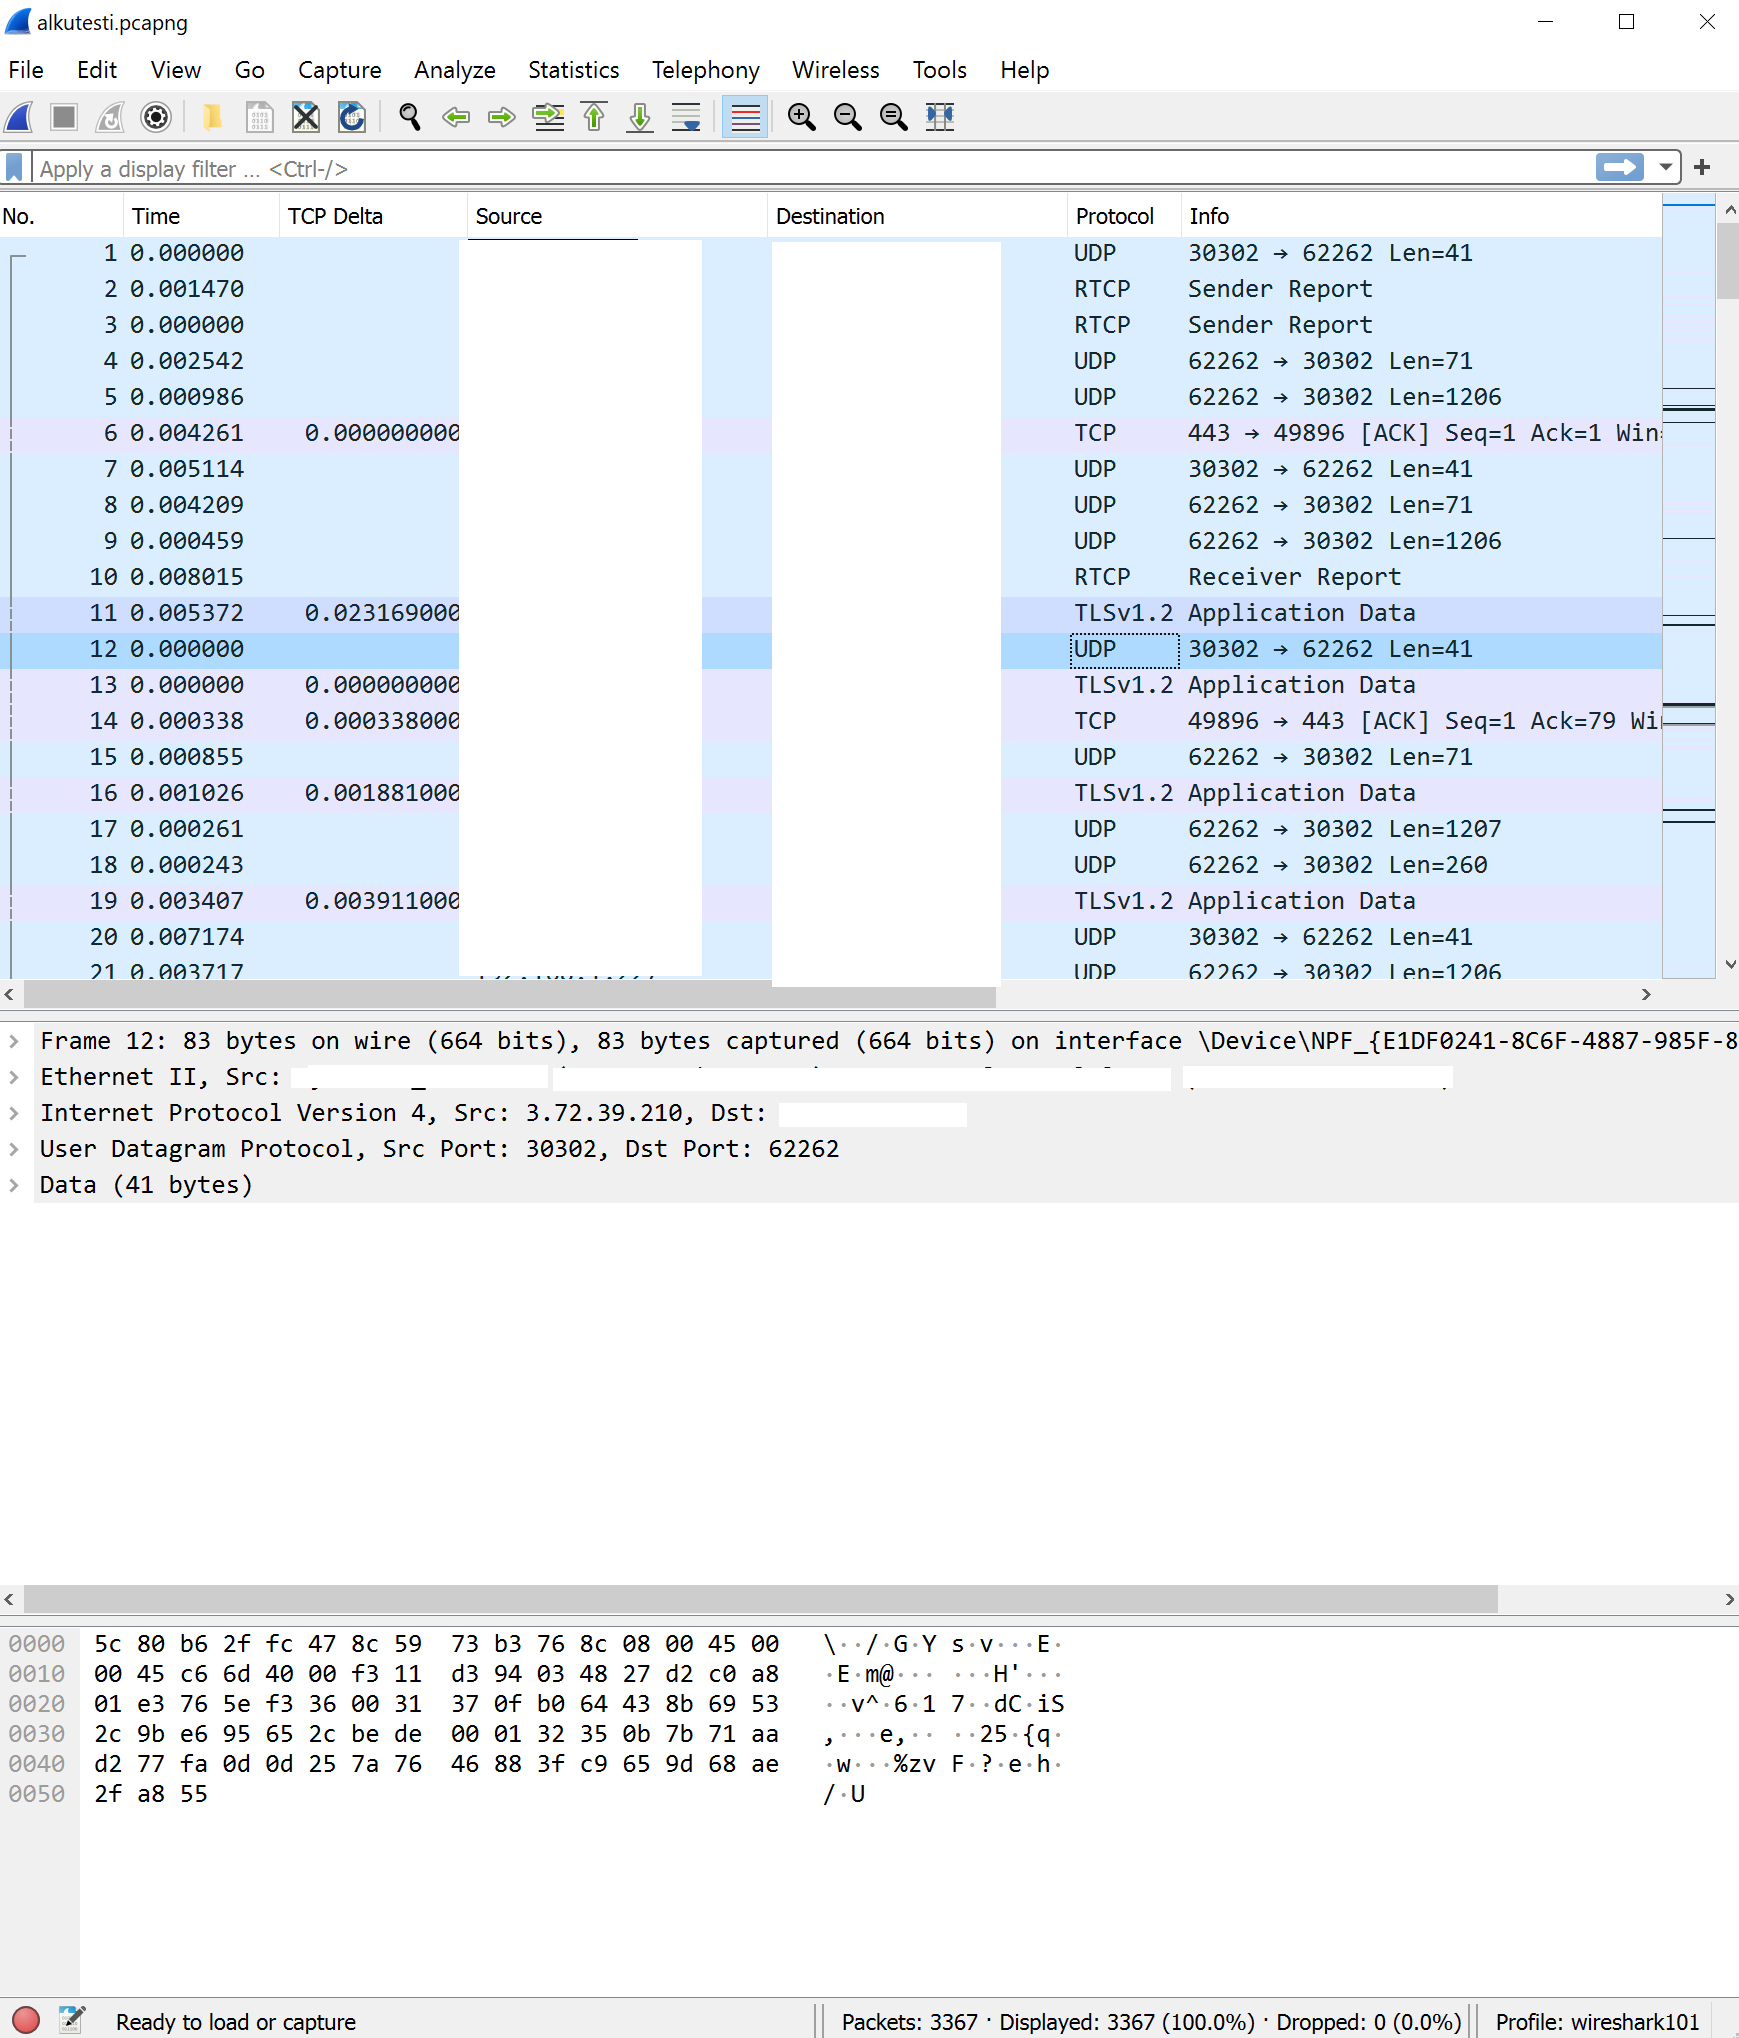 alkutesti.pcapng
File Edit View Go Capture Analyze Statistics Telephony Wireless Tools Help
Apply a display filter ... <Ctrl-/>
No. Time TCP Delta Source Destination Protocol Info
1 0.000000 UDP 30302 → 62262 Len=41
2 0.001470 RTCP Sender Report
3 0.000000 RTCP Sender Report
4 0.002542 UDP 62262 → 30302 Len=71
5 0.000986 UDP 62262 → 30302 Len=1206
6 0.004261 0.000000000 TCP 443 → 49896 [ACK] Seq=1 Ack=1 Win
7 0.005114 UDP 30302 → 62262 Len=41
8 0.004209 UDP 62262 → 30302 Len=71
9 0.000459 UDP 62262 → 30302 Len=1206
10 0.008015 RTCP Receiver Report
11 0.005372 0.023169000 TLSv1.2 Application Data
12 0.000000 UDP 30302 → 62262 Len=41
13 0.000000 0.000000000 TLSv1.2 Application Data
14 0.000338 0.000338000 TCP 49896 → 443 [ACK] Seq=1 Ack=79 Wi
15 0.000855 UDP 62262 → 30302 Len=71
16 0.001026 0.001881000 TLSv1.2 Application Data
17 0.000261 UDP 62262 → 30302 Len=1207
18 0.000243 UDP 62262 → 30302 Len=260
19 0.003407 0.003911000 TLSv1.2 Application Data
20 0.007174 UDP 30302 → 62262 Len=41
21 0.003717 UDP 62262 → 30302 Len=1206
Frame 12: 83 bytes on wire (664 bits), 83 bytes captured (664 bits) on interface \Device\NPF_{E1DF0241-8C6F-4887-985F-8
Ethernet II, Src:
Internet Protocol Version 4, Src: 3.72.39.210, Dst:
User Datagram Protocol, Src Port: 30302, Dst Port: 62262
Data (41 bytes)
0000 5c 80 b6 2f fc 47 8c 59 73 b3 76 8c 08 00 45 00 \··/·G·Y s·v···E·
0010 00 45 c6 6d 40 00 f3 11 d3 94 03 48 27 d2 c0 a8 ·E·m@··· ···H'···
0020 01 e3 76 5e f3 36 00 31 37 0f b0 64 43 8b 69 53 ··v^·6·1 7··dC·iS
0030 2c 9b e6 95 65 2c be de 00 01 32 35 0b 7b 71 aa ,···e,·· ··25·{q·
0040 d2 77 fa 0d 0d 25 7a 76 46 88 3f c9 65 9d 68 ae ·w···%zv F·?·e·h·
0050 2f a8 55 /·U
Ready to load or capture Packets: 3367 · Displayed: 3367 (100.0%) · Dropped: 0 (0.0%) Profile: wireshark101